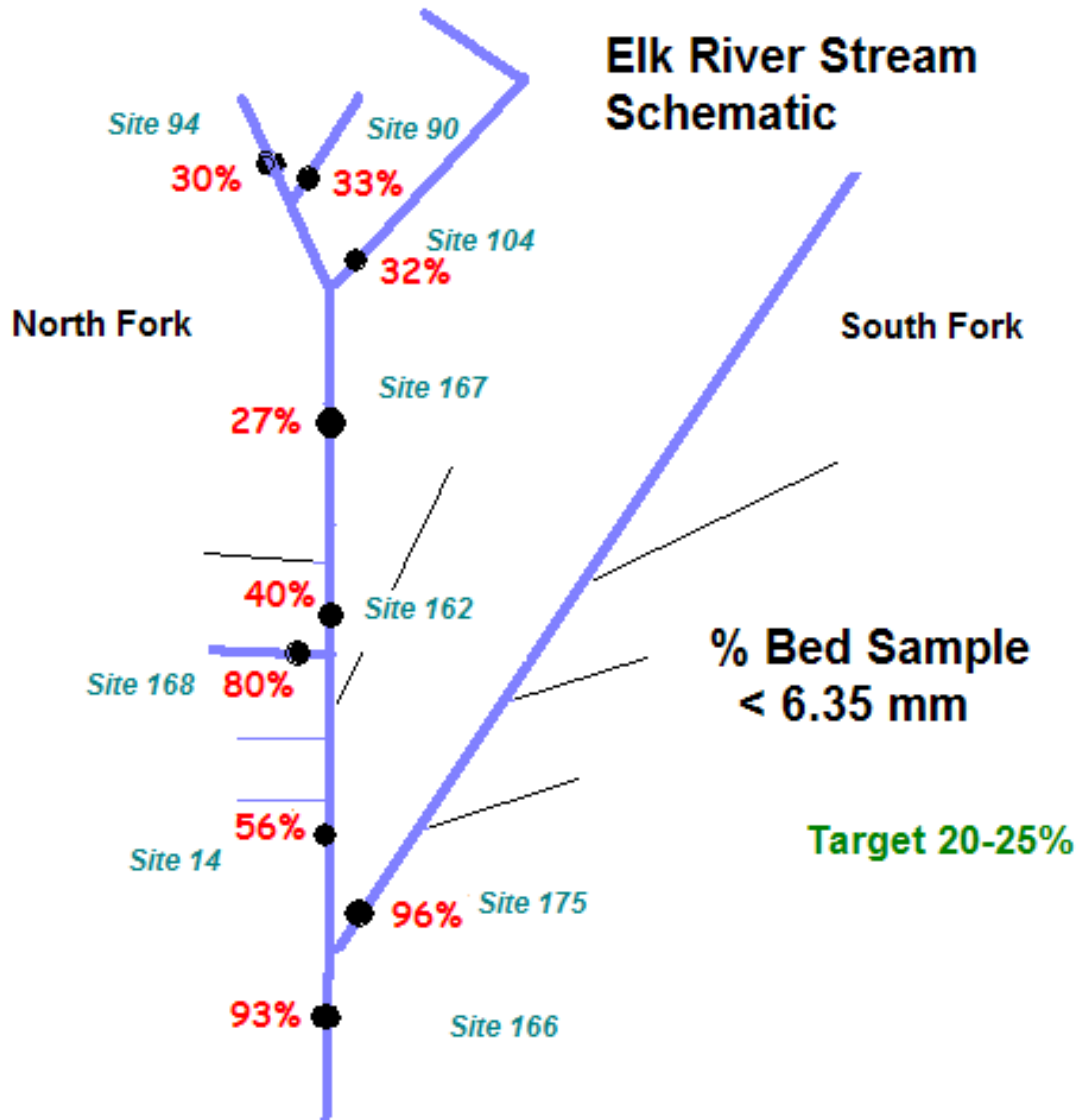 Elk River Stream
Schematic
Site 94
Site 90
30%
33%
Site 104
32%
North Fork
South Fork
Site 167
27%
40%
Site 162
% Bed Sample
< 6.35 mm
Site 168
80%
56%
Target 20-25%
Site 14
96%
Site 175
93%
Site 166